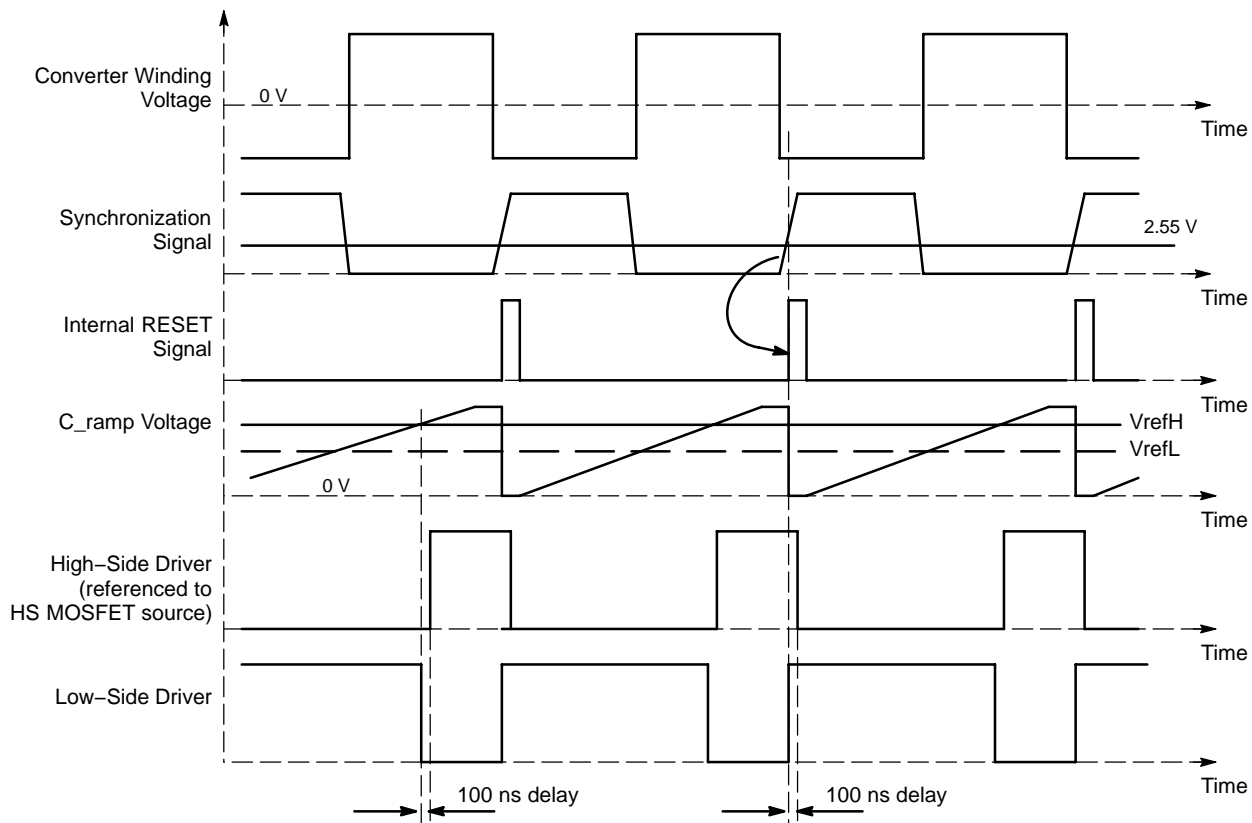 Converter Winding
Voltage
0 V
Time
Synchronization
Signal
2.55 V
Time
Internal RESET
Signal
Time
C_ramp Voltage
VrefH
VrefL
0 V
Time
High−Side Driver
(referenced to
HS MOSFET source)
Time
Low−Side Driver
Time
100 ns delay
100 ns delay